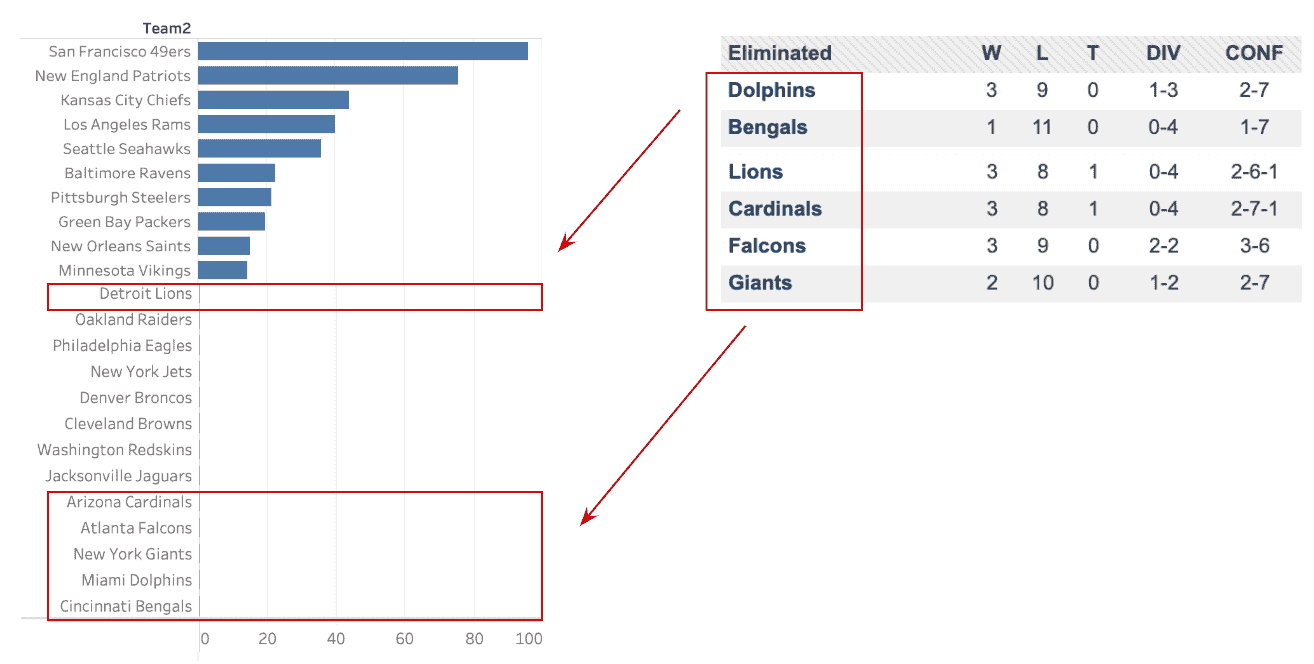 Team2
San Francisco 49ers
New England Patriots
Kansas City Chiefs
Los Angeles Rams
Seattle Seahawks
Baltimore Ravens
Pittsburgh Steelers
Green Bay Packers
New Orleans Saints
Minnesota Vikings
Detroit Lions
Oakland Raiders
Philadelphia Eagles
New York Jets
Denver Broncos
Cleveland Browns
Washington Redskins
Jacksonville Jaguars
Arizona Cardinals
Atlanta Falcons
New York Giants
Miami Dolphins
Cincinnati Bengals
0 20 40 60 80 100
Eliminated W L T DIV CONF
Dolphins 3 9 0 1-3 2-7
Bengals 1 11 0 0-4 1-7
Lions 3 8 1 0-4 2-6-1
Cardinals 3 8 1 0-4 2-7-1
Falcons 3 9 0 2-2 3-6
Giants 2 10 0 1-2 2-7